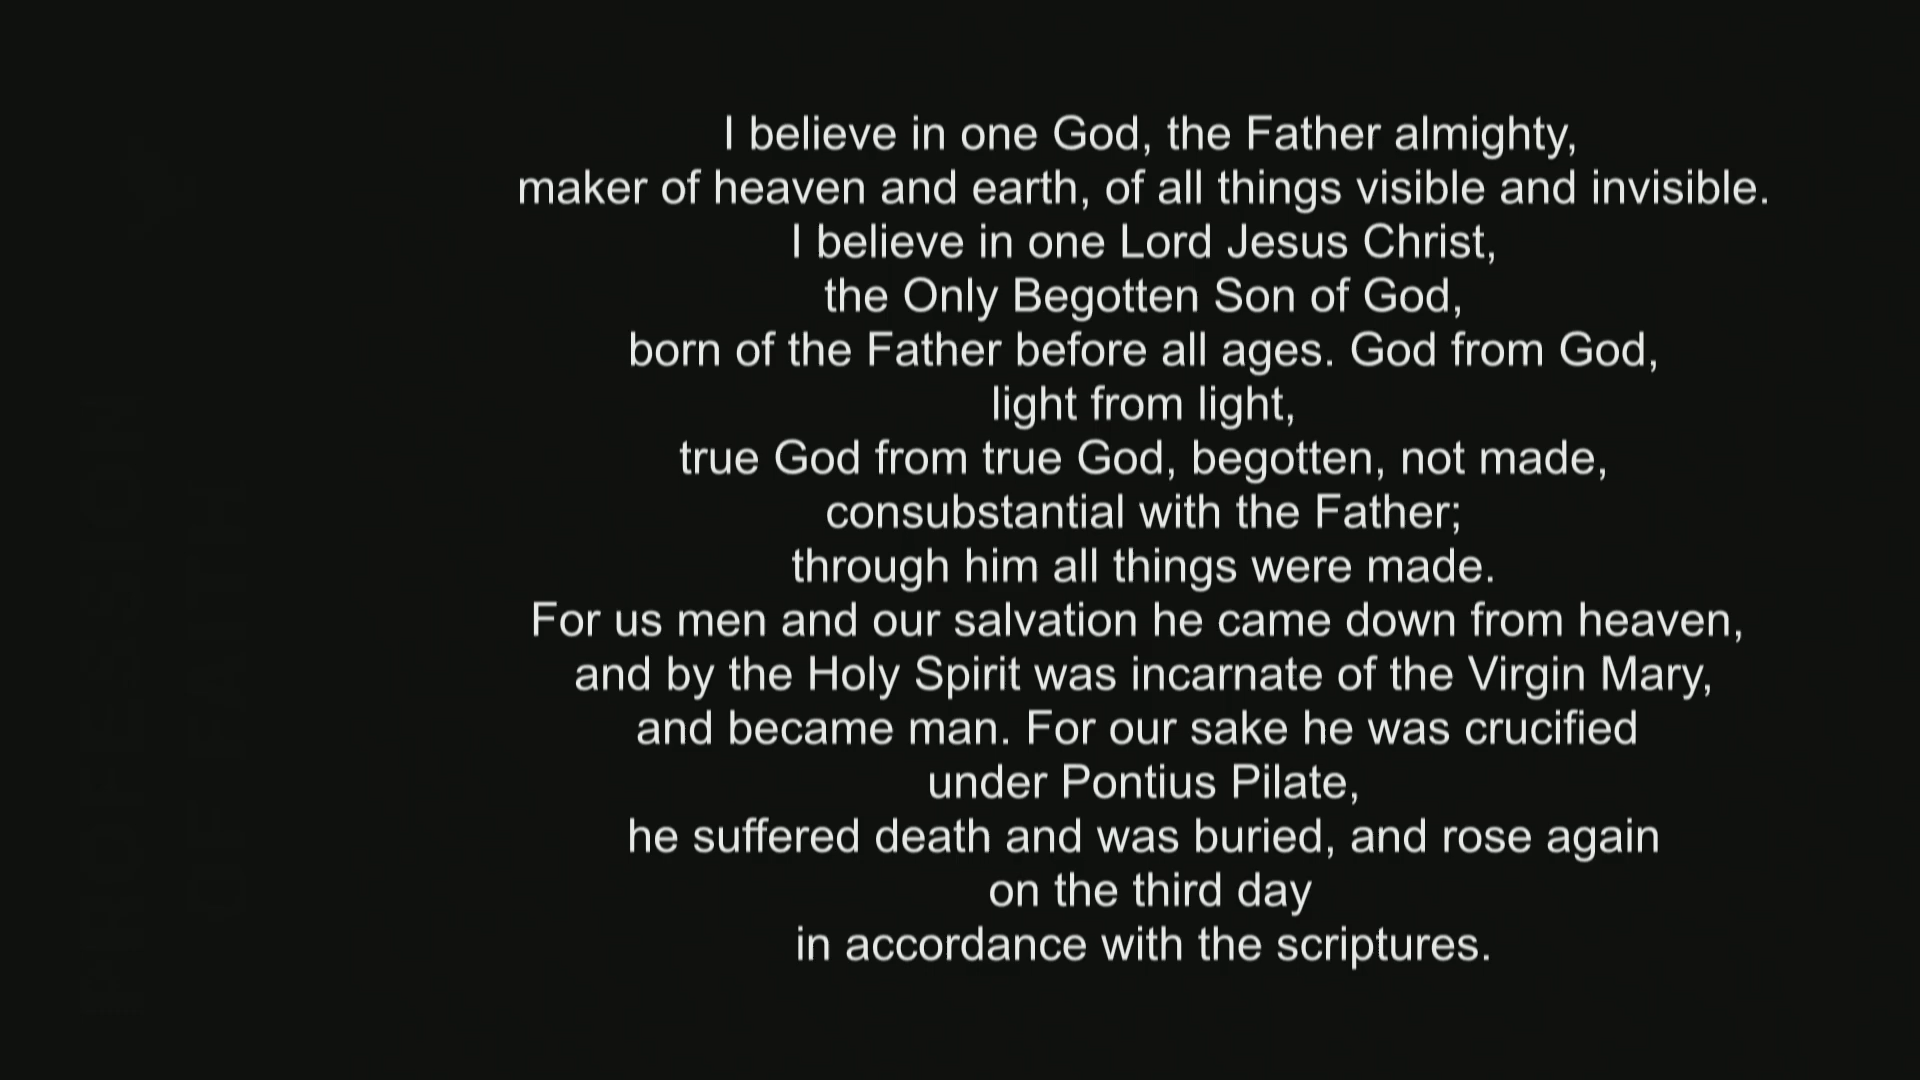 PROFESSION
OF FAITH
I believe in one God, the Father almighty,
maker of heaven and earth, of all things visible and invisible.
I believe in one Lord Jesus Christ,
the Only Begotten Son of God,
born of the Father before all ages. God from God,
light from light,
true God from true God, begotten, not made,
consubstantial with the Father;
through him all things were made.
For us men and our salvation he came down from heaven,
and by the Holy Spirit was incarnate of the Virgin Mary,
and became man. For our sake he was crucified
under Pontius Pilate,
he suffered death and was buried, and rose again
on the third day
in accordance with the scriptures.